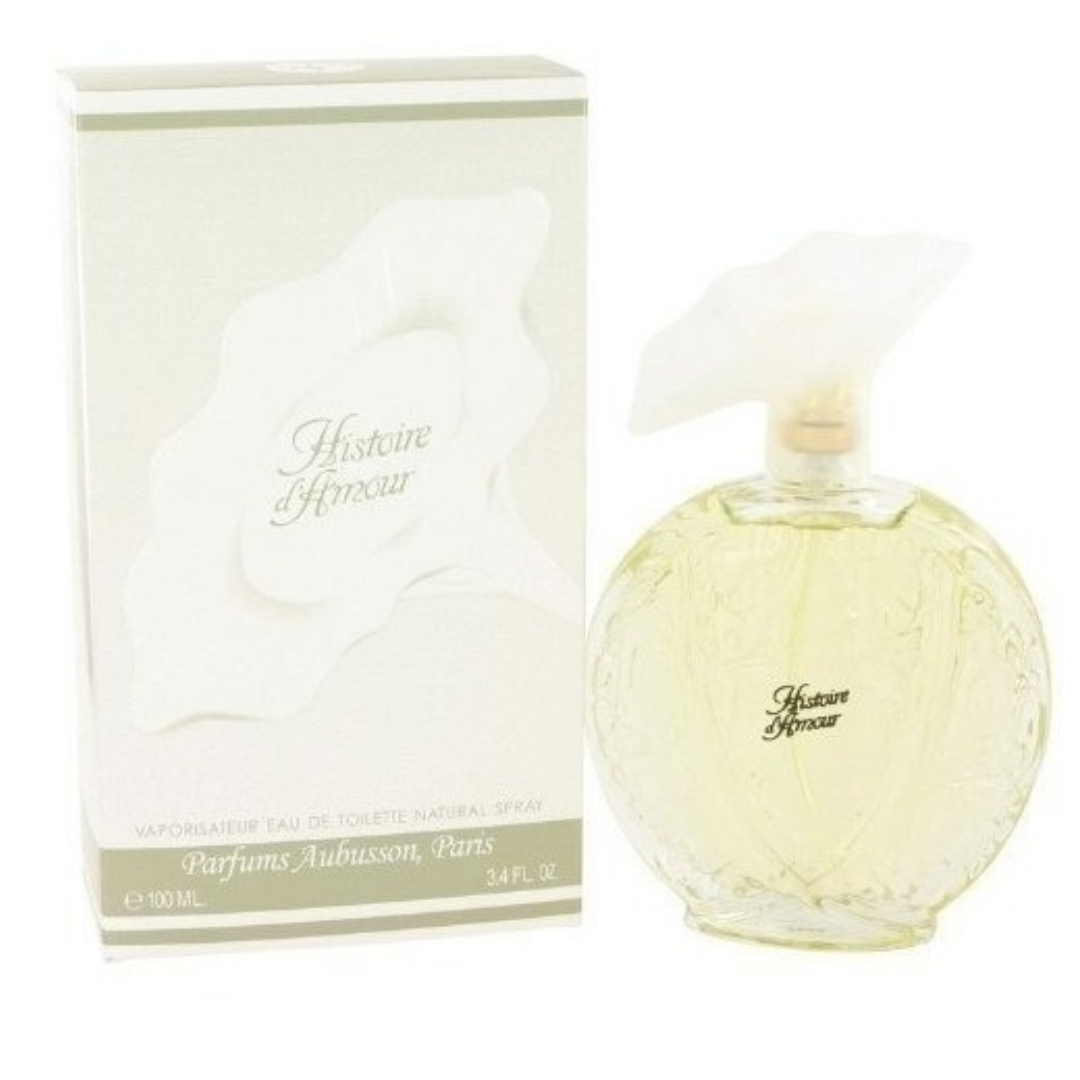 Histoire
d'Amour
VAPORISATEUR EAU DE TOILETTE NATURAL SPRAY
Parfums Aubusson, Paris
℮ 100 ML.
3.4 FL. OZ.
Histoire
d'Amour